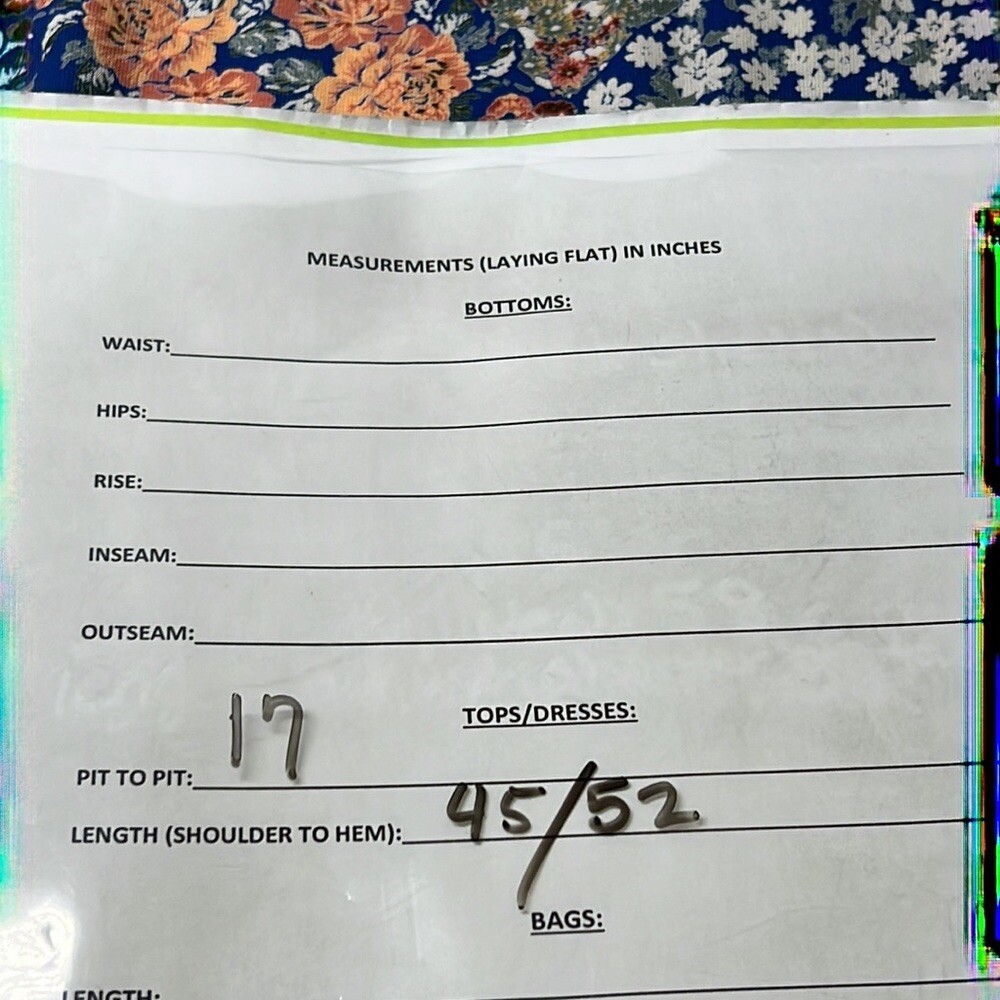 MEASUREMENTS (LAYING FLAT) IN INCHES
BOTTOMS:
WAIST:
HIPS:
RISE:
INSEAM:
OUTSEAM:
TOPS/DRESSES:
PIT TO PIT: 17
LENGTH (SHOULDER TO HEM): 45/52
BAGS:
LENGTH: